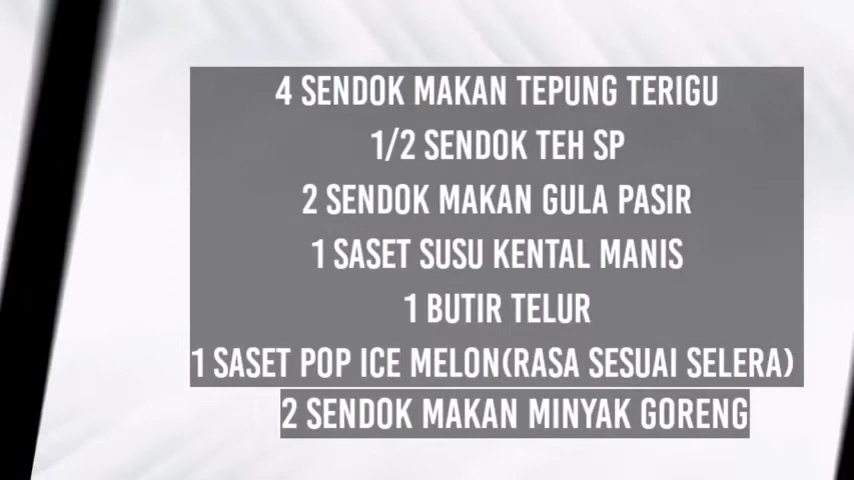 4 SENDOK MAKAN TEPUNG TERIGU
1/2 SENDOK TEH SP
2 SENDOK MAKAN GULA PASIR
1 SASET SUSU KENTAL MANIS
1 BUTIR TELUR
1 SASET POP ICE MELON(RASA SESUAI SELERA)
2 SENDOK MAKAN MINYAK GORENG